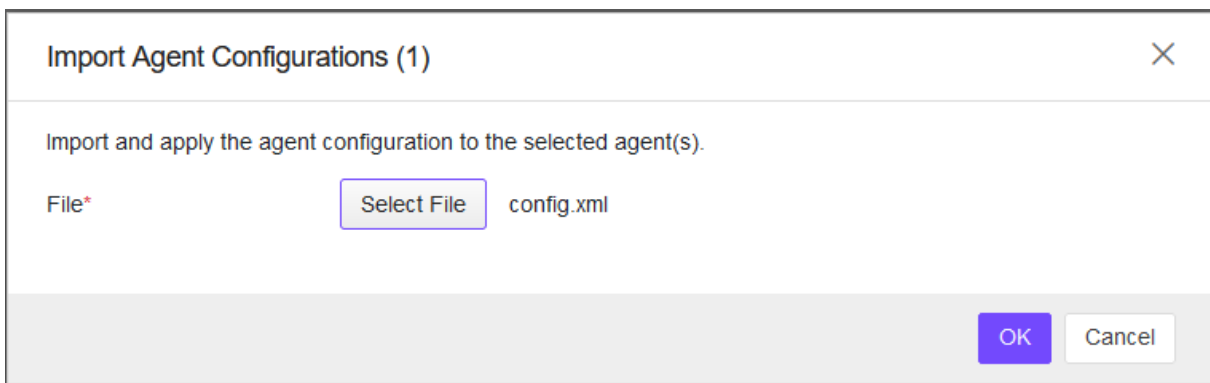 Import Agent Configurations (1)
Import and apply the agent configuration to the selected agent(s).
File* Select File config.xml
OK Cancel